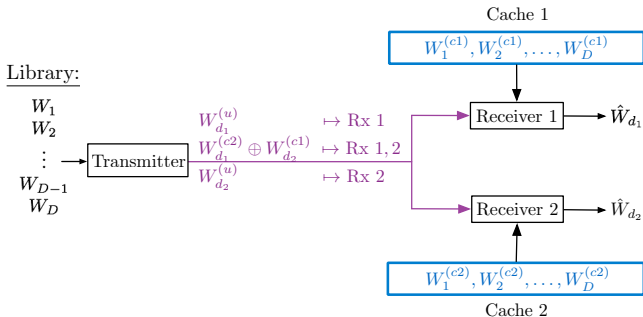 Cache 1
W_1^{(c1)}, W_2^{(c1)}, ..., W_D^{(c1)}
Library:
W_1
W_2
⋮
W_{D-1}
W_D
Transmitter
W_{d_1}^{(u)} ↦ Rx 1
W_{d_1}^{(c2)} ⊕ W_{d_2}^{(c1)} ↦ Rx 1, 2
W_{d_2}^{(u)} ↦ Rx 2
Receiver 1
Ŵ_{d_1}
Receiver 2
Ŵ_{d_2}
W_1^{(c2)}, W_2^{(c2)}, ..., W_D^{(c2)}
Cache 2